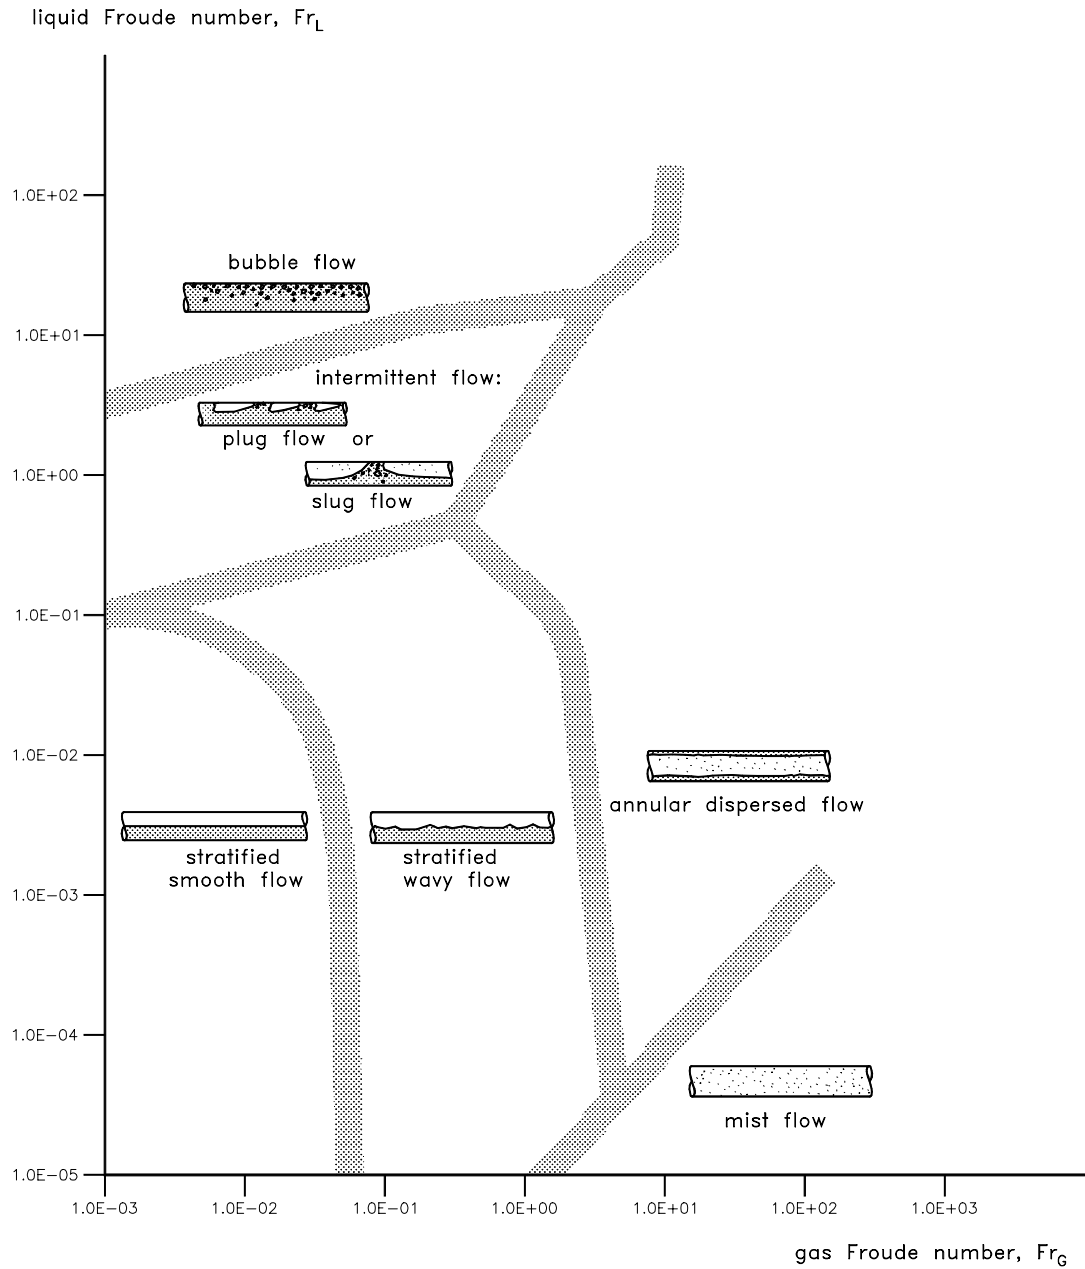 liquid Froude number, FrL
1.0E+02
bubble flow
1.0E+01
intermittent flow:
plug flow or
1.0E+00
slug flow
1.0E-01
1.0E-02
annular dispersed flow
stratified
smooth flow
stratified
wavy flow
1.0E-03
1.0E-04
mist flow
1.0E-05
1.0E-03 1.0E-02 1.0E-01 1.0E+00 1.0E+01 1.0E+02 1.0E+03
gas Froude number, FrG